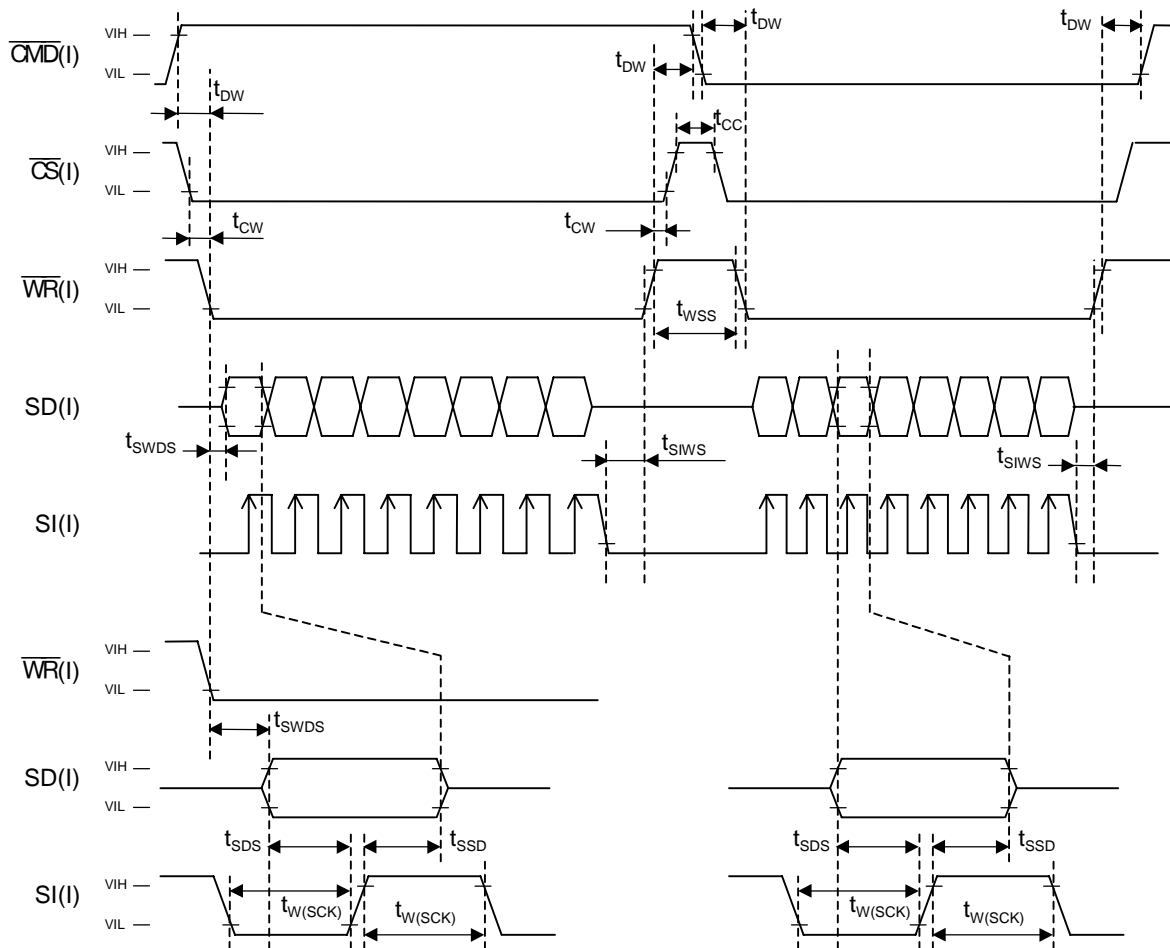 CMD(I) VIH VIL tDW tDW tDW tDW
CS(I) VIH VIL tCC
tCW tCW
WR(I) VIH VIL tWSS
SD(I)
tSWDS tSIWS tSIWS
SI(I)
WR(I) VIH VIL
tSWDS
SD(I) VIH VIL
tSDS tSSD tSDS tSSD
SI(I) VIH VIL tW(SCK) tW(SCK) tW(SCK) tW(SCK)